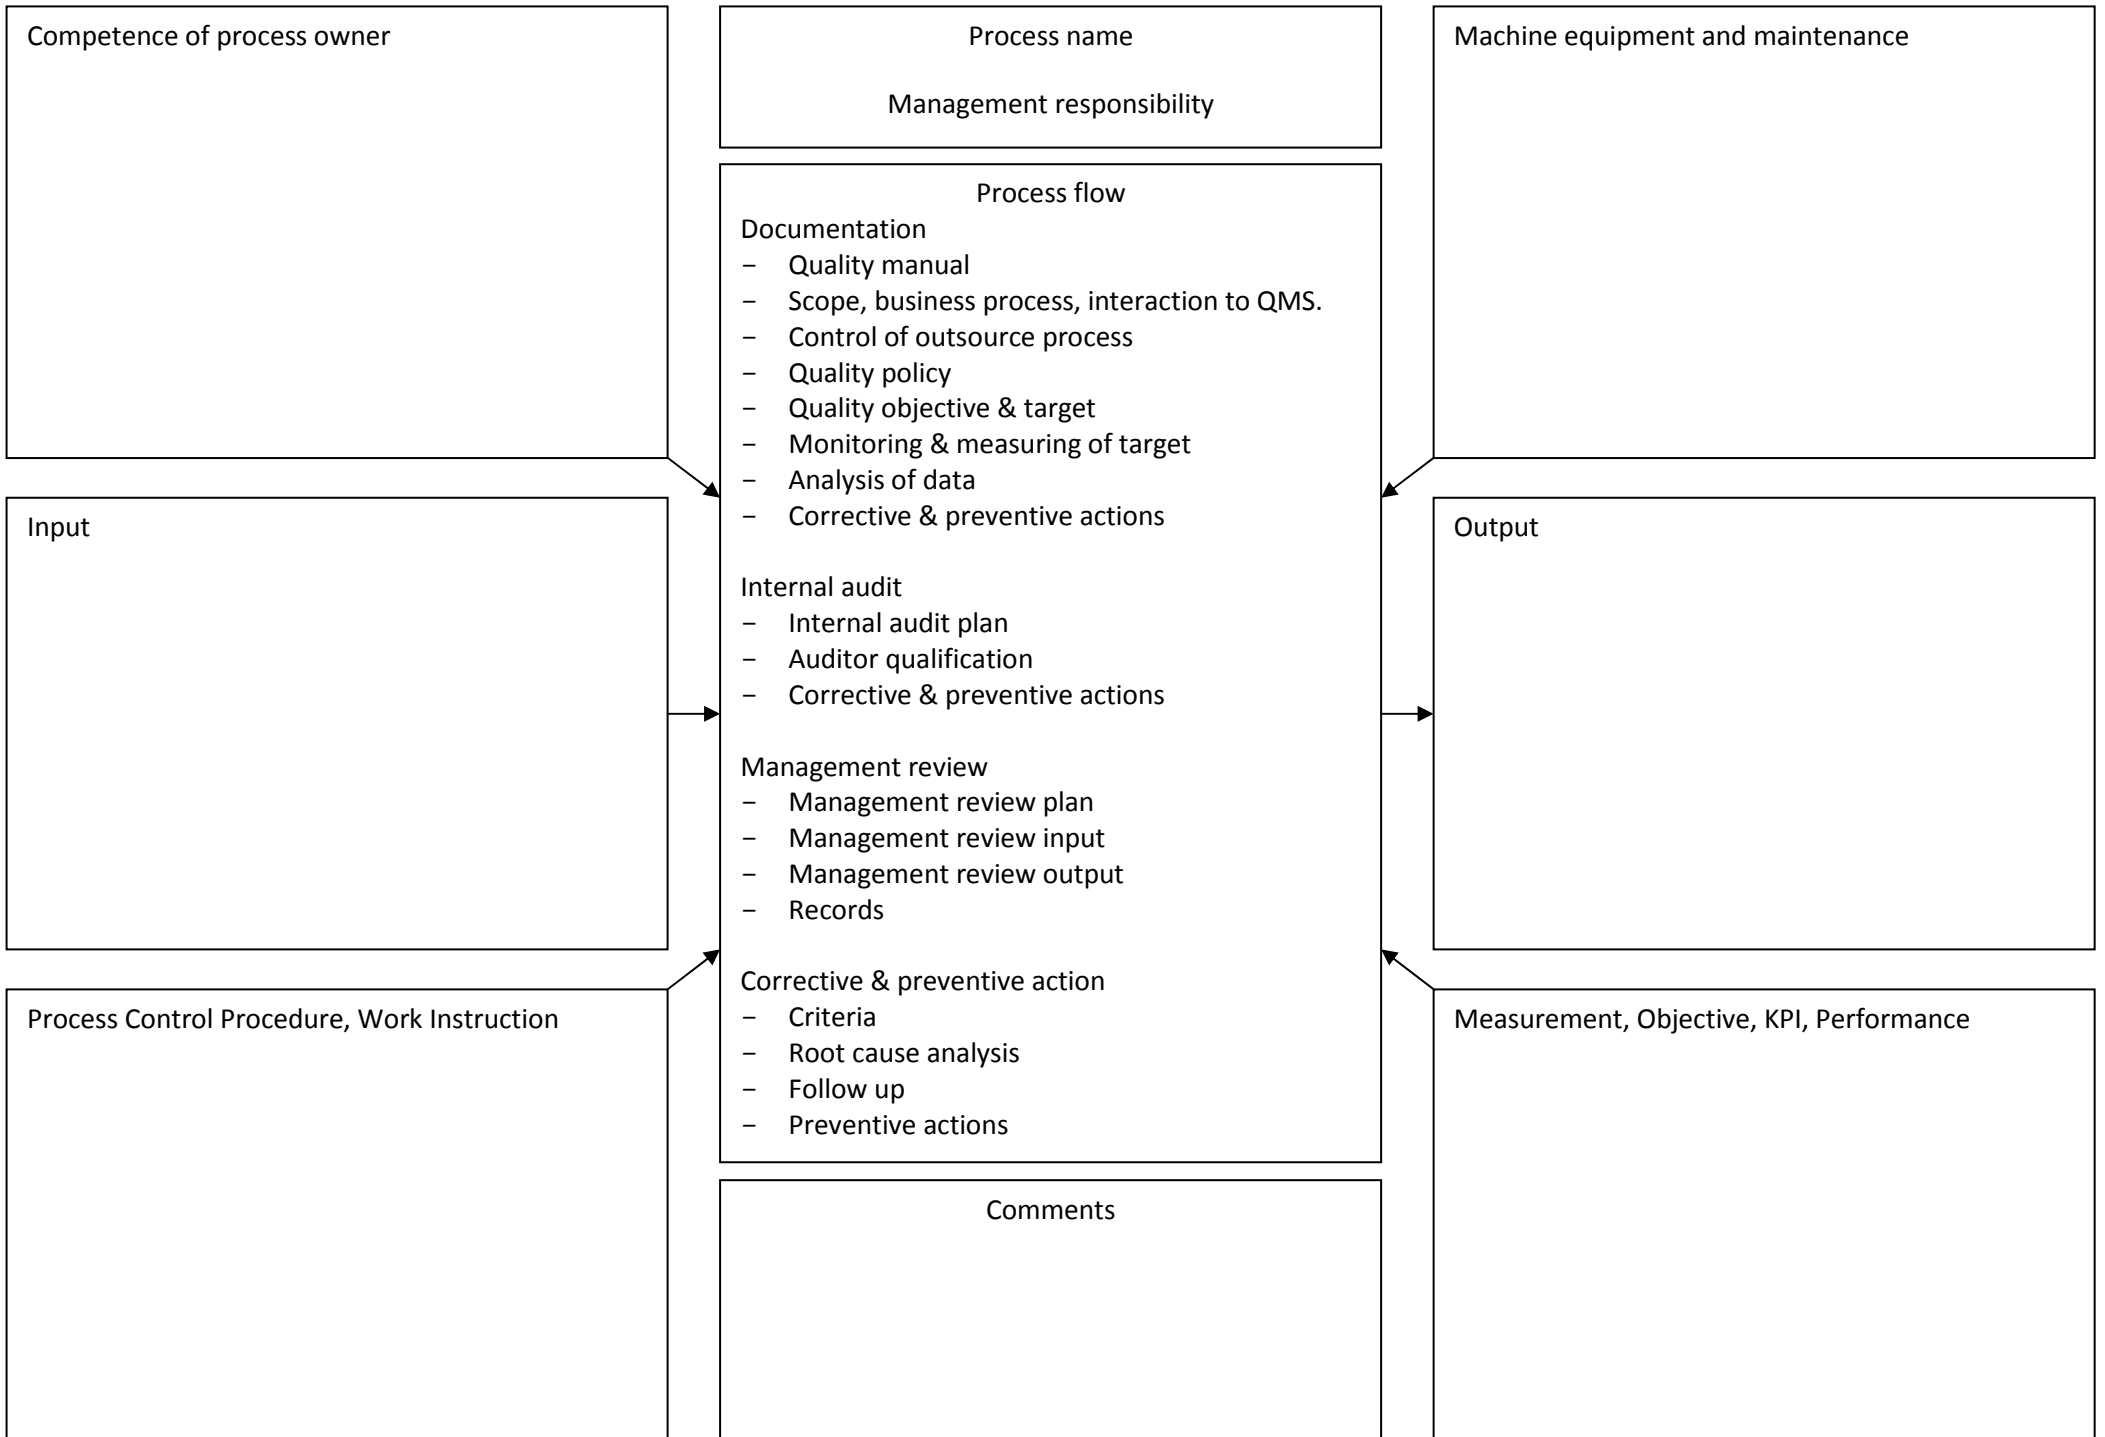 Competence of process owner
Process name
Management responsibility
Machine equipment and maintenance
Process flow
Documentation
– Quality manual
– Scope, business process, interaction to QMS.
– Control of outsource process
– Quality policy
– Quality objective & target
– Monitoring & measuring of target
– Analysis of data
– Corrective & preventive actions
Internal audit
– Internal audit plan
– Auditor qualification
– Corrective & preventive actions
Management review
– Management review plan
– Management review input
– Management review output
– Records
Corrective & preventive action
– Criteria
– Root cause analysis
– Follow up
– Preventive actions
Input
Output
Process Control Procedure, Work Instruction
Measurement, Objective, KPI, Performance
Comments